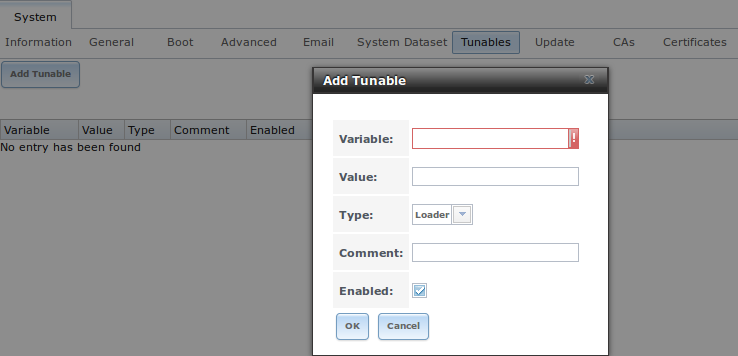 System
Information General Boot Advanced Email System Dataset Tunables Update CAs Certificates
Add Tunable
Add Tunable
Variable Value Type Comment Enabled
No entry has been found
Variable: !
Value:
Type: Loader
Comment:
Enabled:
OK Cancel